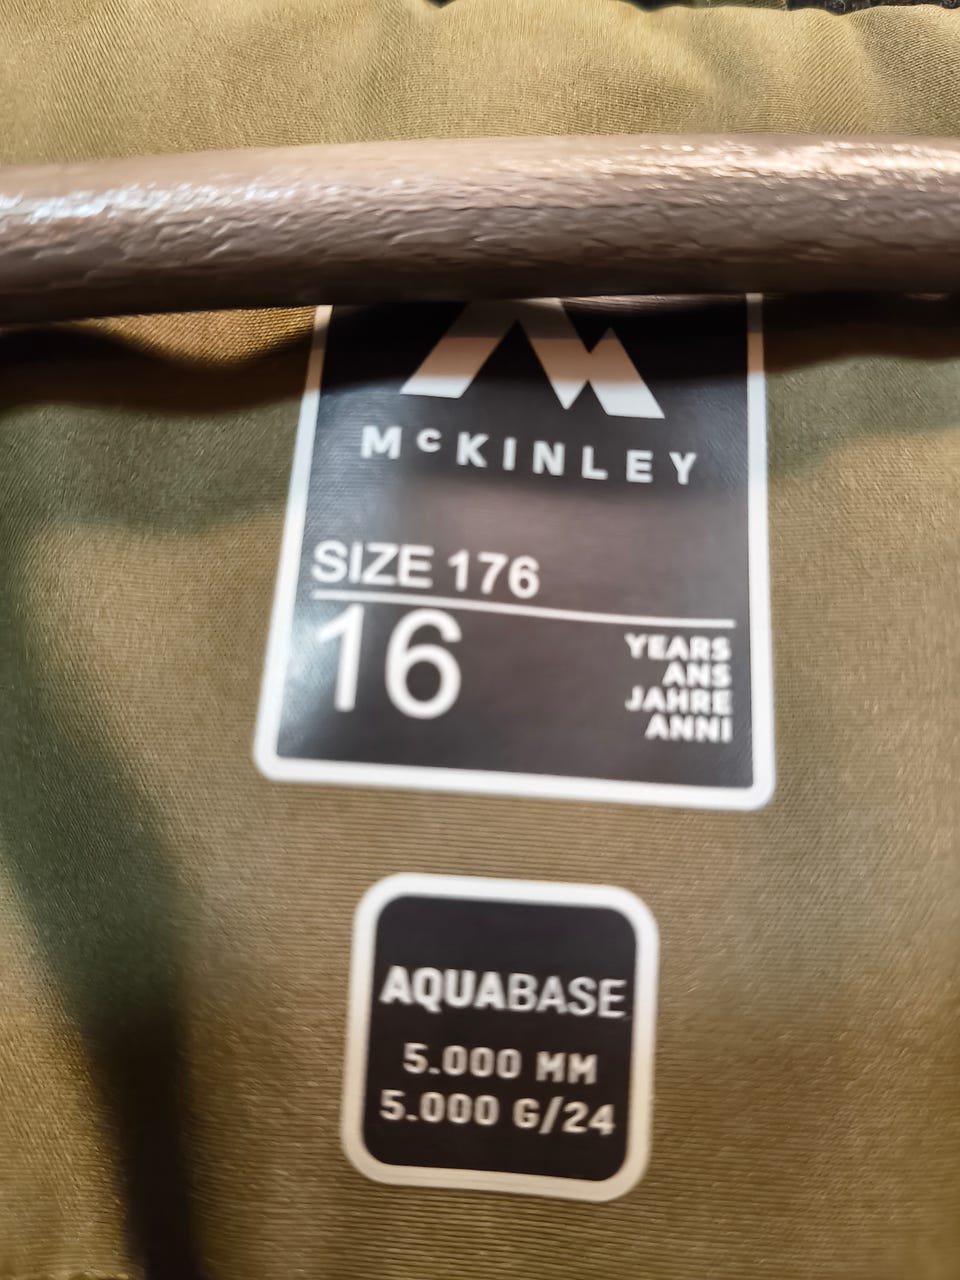 McKINLEY
SIZE 176
16
YEARS
ANS
JAHRE
ANNI
AQUABASE
5.000 MM
5.000 G/24